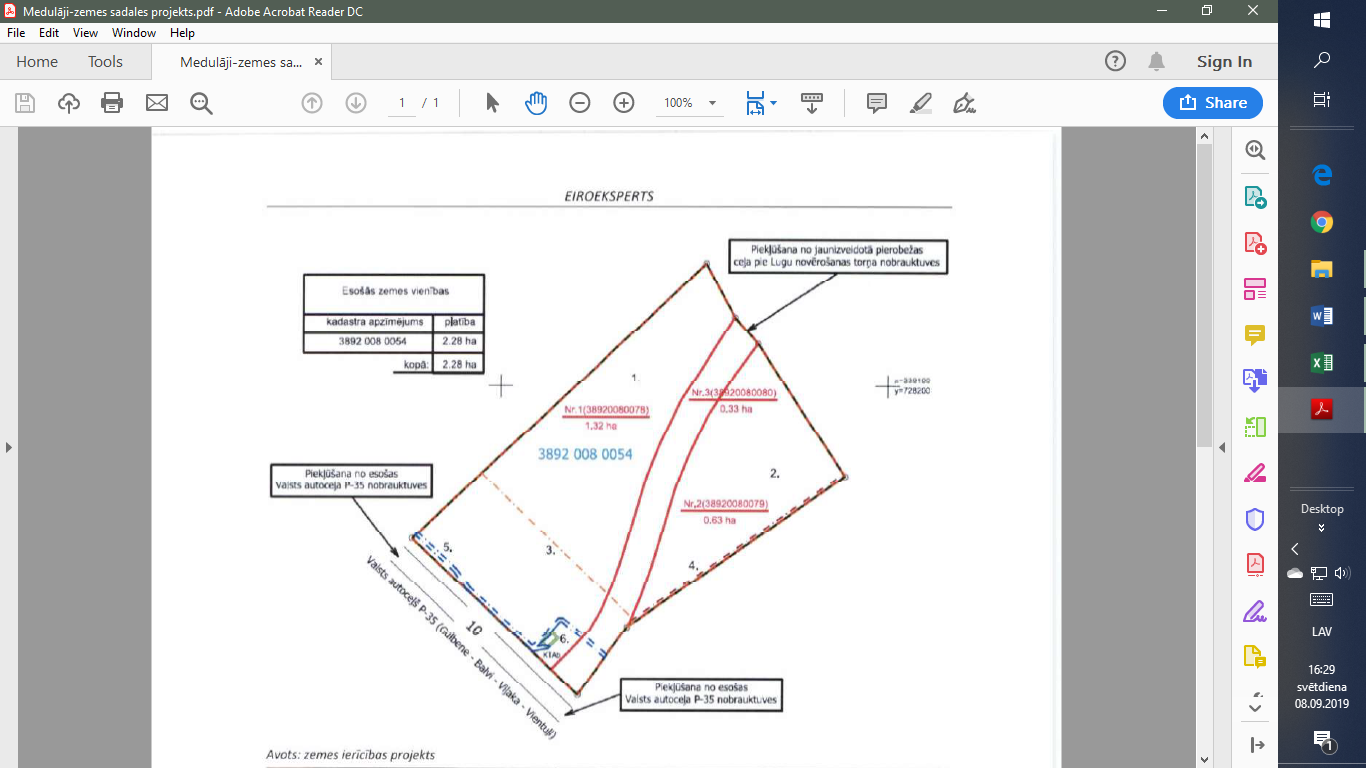 Medulāji-zemes sadales projekts.pdf - Adobe Acrobat Reader DC
File Edit View Window Help
Home Tools Medulāji-zemes sa... × Sign In
1 / 1 100% Share
EIROEKSPERTS
Piekļūšana no jaunizveidotā pierobežas
ceļa pie Lugu novērošanas torņa nobrauktuves
Esošās zemes vienības
kadastra apzīmējums platība
3892 008 0054 2.28 ha
kopā: 2.28 ha
y=728200
1.
Nr.3(38920080080)
0,33 ha
Nr.1(38920080078)
1,32 ha
3892 008 0054
2.
Piekļūšana no esošas
Valsts autoceļa P-35 nobrauktuves
Nr,2(38920080079)
0.63 ha
5.
3.
4.
6.
Valsts autoceļš P-35 (Gulbene - Balvi - Viļaka - Vientuļi)
10
Piekļūšana no esošas
Valsts autoceļa P-35 nobrauktuves
Avots: zemes ierīcības projekts
Desktop
LAV
16:29
svētdiena
08.09.2019
1